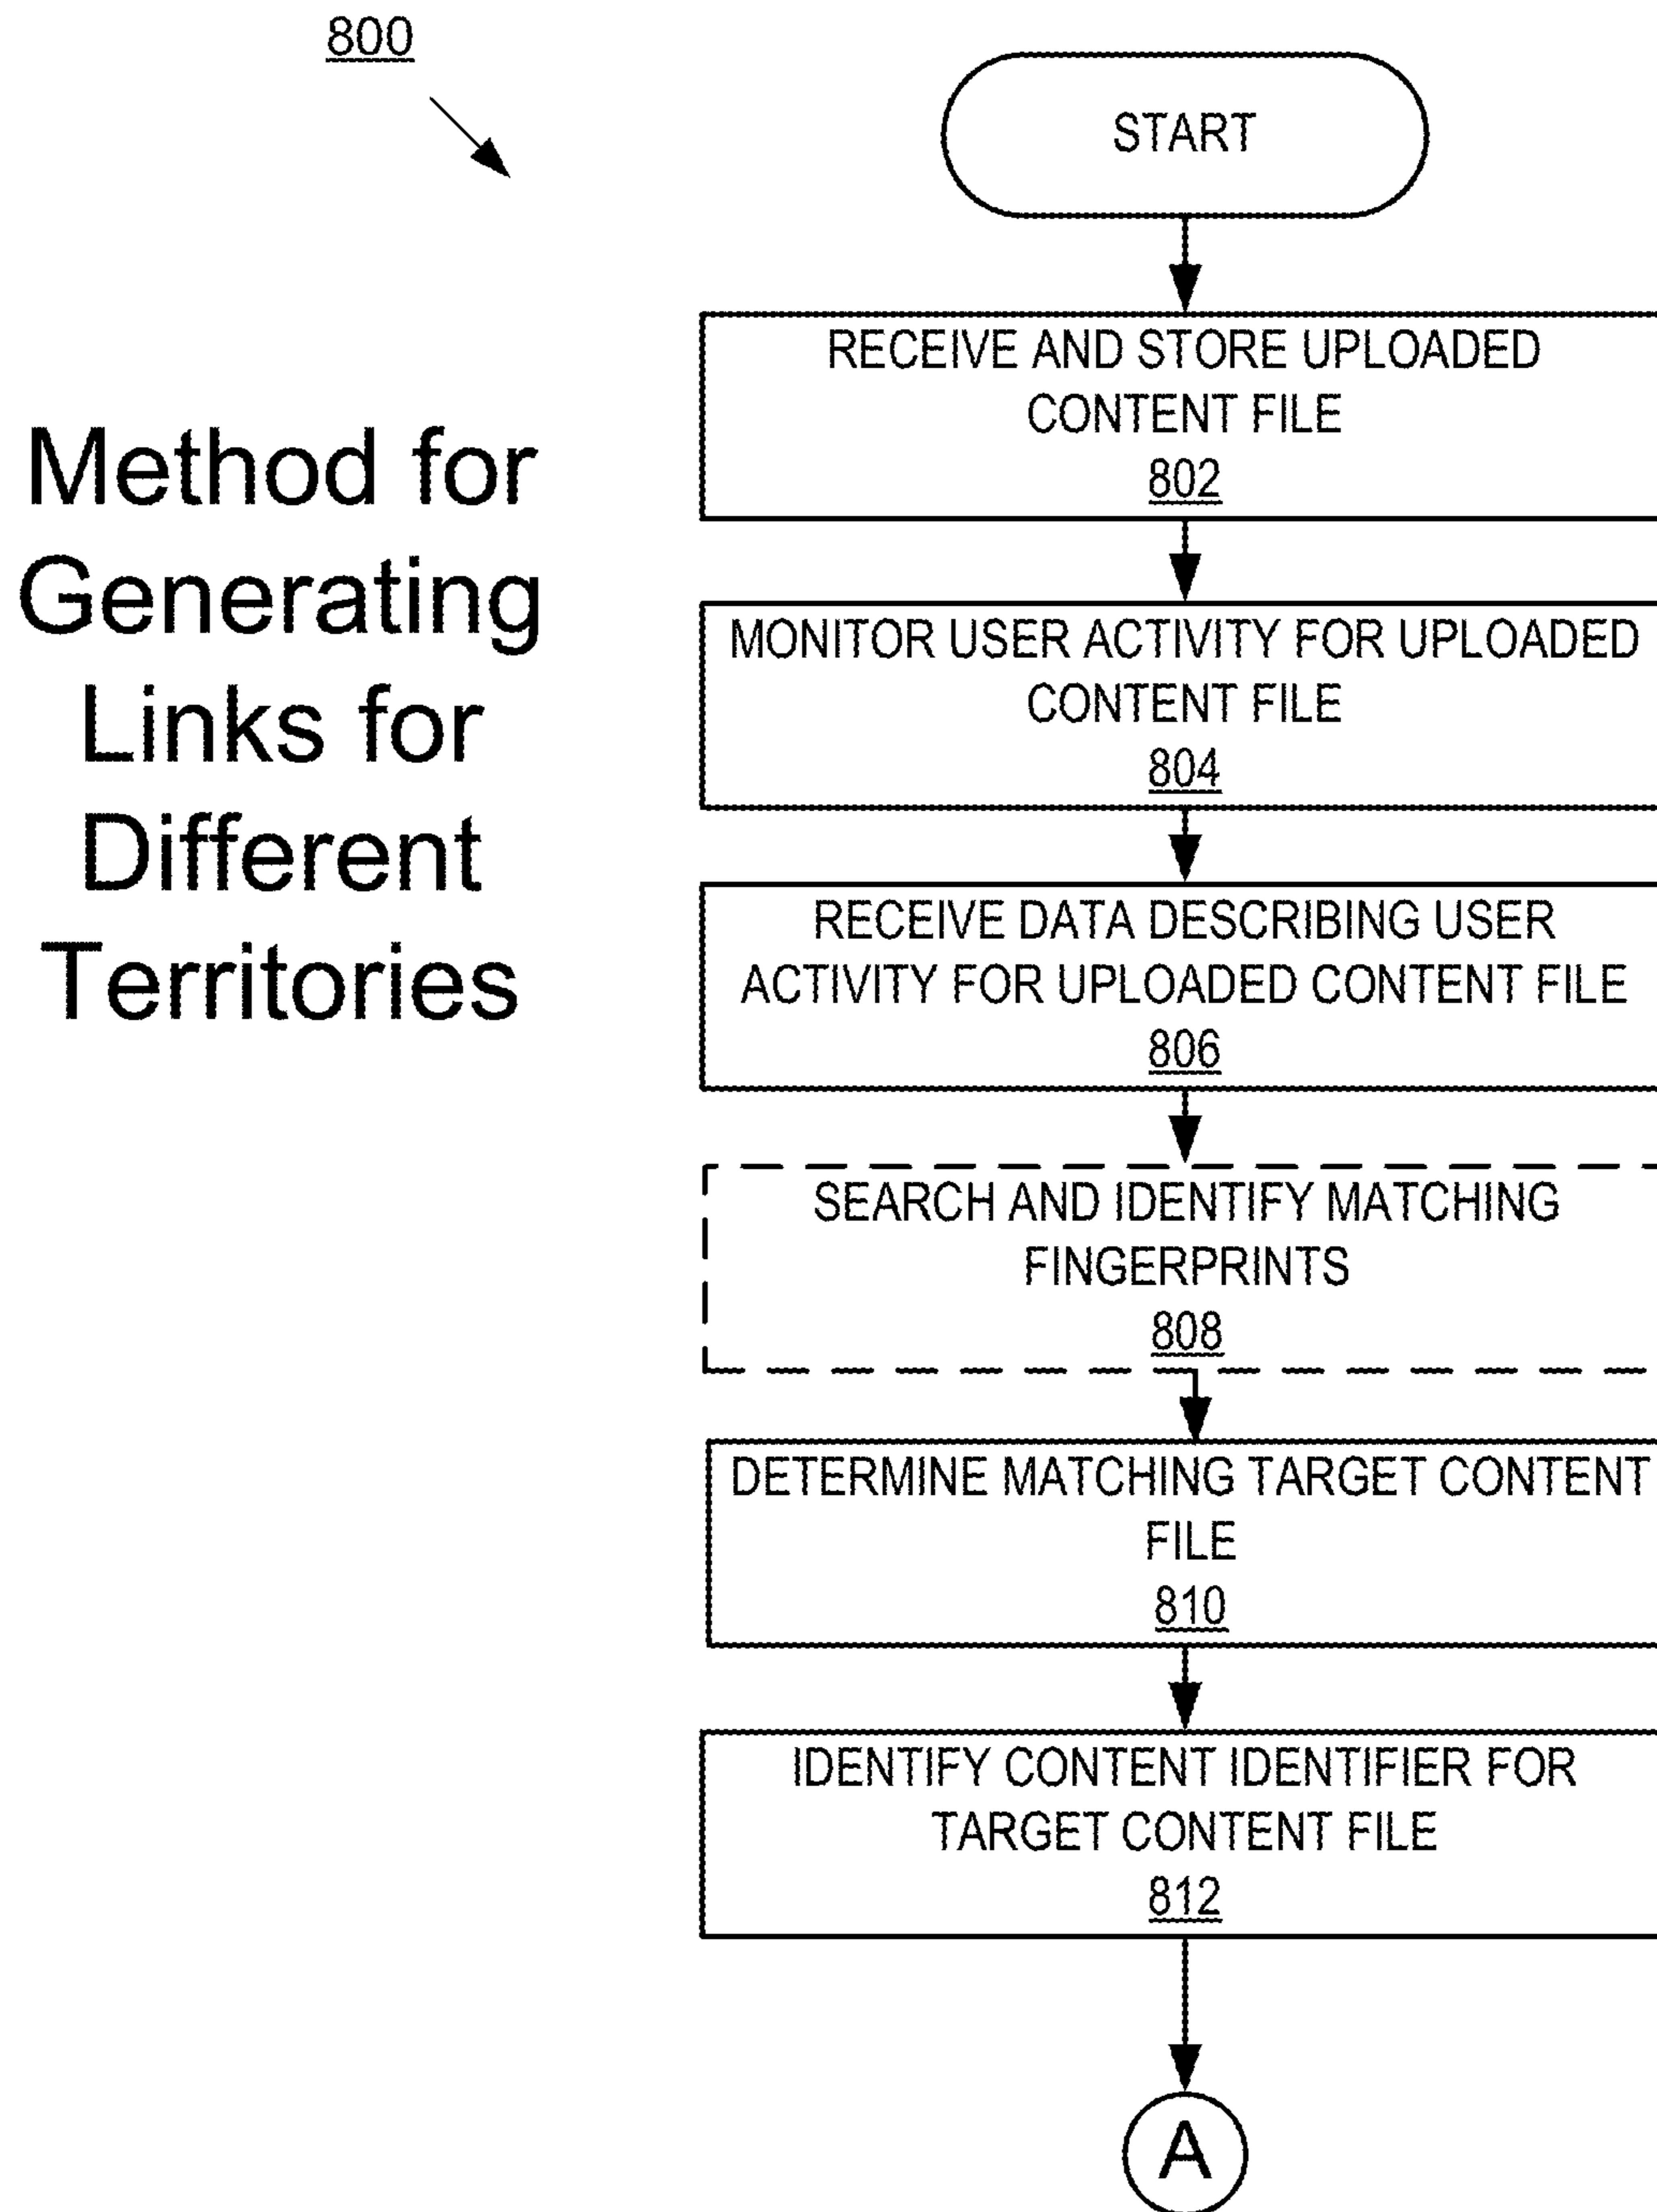 800
Method for
Generating
Links for
Different
Territories
START
RECEIVE AND STORE UPLOADED
CONTENT FILE
802
MONITOR USER ACTIVITY FOR UPLOADED
CONTENT FILE
804
RECEIVE DATA DESCRIBING USER
ACTIVITY FOR UPLOADED CONTENT FILE
806
SEARCH AND IDENTIFY MATCHING
FINGERPRINTS
808
DETERMINE MATCHING TARGET CONTENT
FILE
810
IDENTIFY CONTENT IDENTIFIER FOR
TARGET CONTENT FILE
812
A